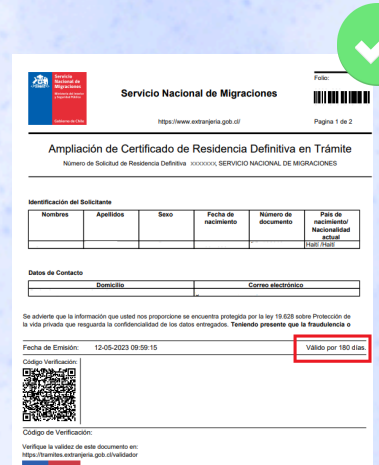 Servicio
Nacional de
Migraciones
Ministerio del Interior
y Seguridad Pública
Gobierno de Chile
Servicio Nacional de Migraciones
https://www.extranjeria.gob.cl/
Folio:
Pagina 1 de 2
Ampliación de Certificado de Residencia Definitiva en Trámite
Número de Solicitud de Residencia Definitiva xxxxxxx, SERVICIO NACIONAL DE MIGRACIONES
Identificación del Solicitante
Nombres Apellidos Sexo Fecha de nacimiento Número de documento País de nacimiento/ Nacionalidad actual
Haití /Haití
Datos de Contacto
Domicilio Correo electrónico
Se advierte que la información que usted nos proporcione se encuentra protegida por la ley 19.628 sobre Protección de
la vida privada que resguarda la confidencialidad de los datos entregados. Teniendo presente que la fraudulencia o
Fecha de Emisión: 12-05-2023 09:59:15 Válido por 180 días.
Código Verificación:
Código de Verificación:
Verifique la validez de este documento en:
https://tramites.extranjeria.gob.cl/validador